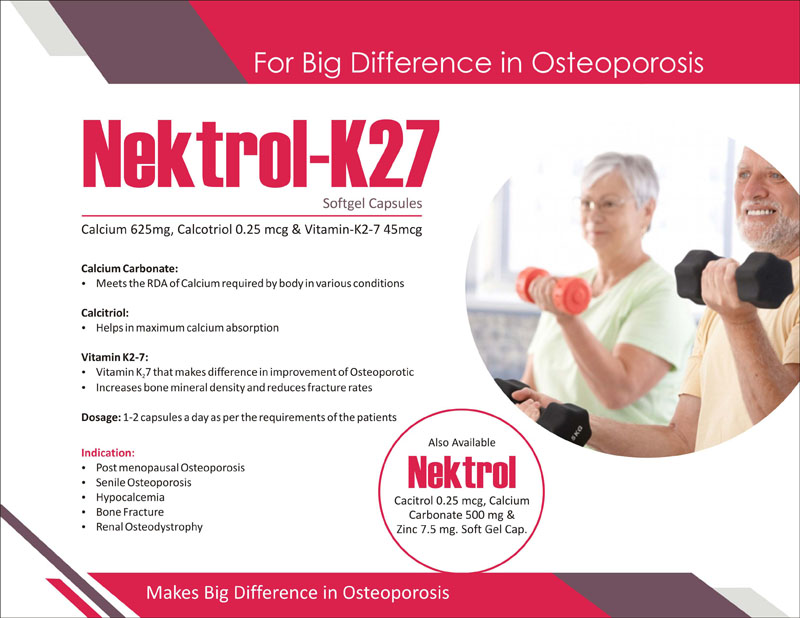 For Big Difference in Osteoporosis
Nektrol-K27
Softgel Capsules
Calcium 625mg, Calcotriol 0.25 mcg & Vitamin-K2-7 45mcg
Calcium Carbonate:
• Meets the RDA of Calcium required by body in various conditions
Calcitriol:
• Helps in maximum calcium absorption
Vitamin K2-7:
• Vitamin K₂7 that makes difference in improvement of Osteoporotic
• Increases bone mineral density and reduces fracture rates
Dosage: 1-2 capsules a day as per the requirements of the patients
Indication:
• Post menopausal Osteoporosis
• Senile Osteoporosis
• Hypocalcemia
• Bone Fracture
• Renal Osteodystrophy
Also Available
Nektrol
Cacitrol 0.25 mcg, Calcium
Carbonate 500 mg &
Zinc 7.5 mg. Soft Gel Cap.
5KG
Makes Big Difference in Osteoporosis